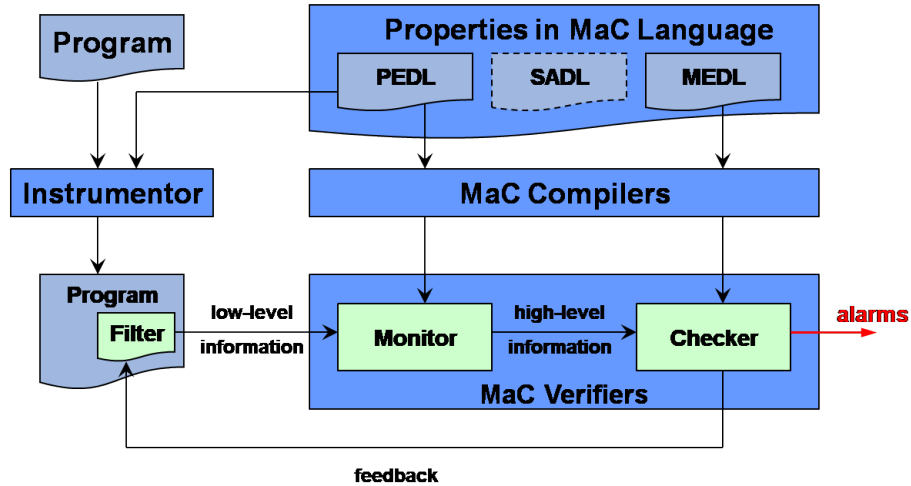 Program
Properties in MaC Language
PEDL
SADL
MEDL
Instrumentor
MaC Compilers
Program
Filter
low-level
information
Monitor
high-level
information
Checker
alarms
MaC Verifiers
feedback